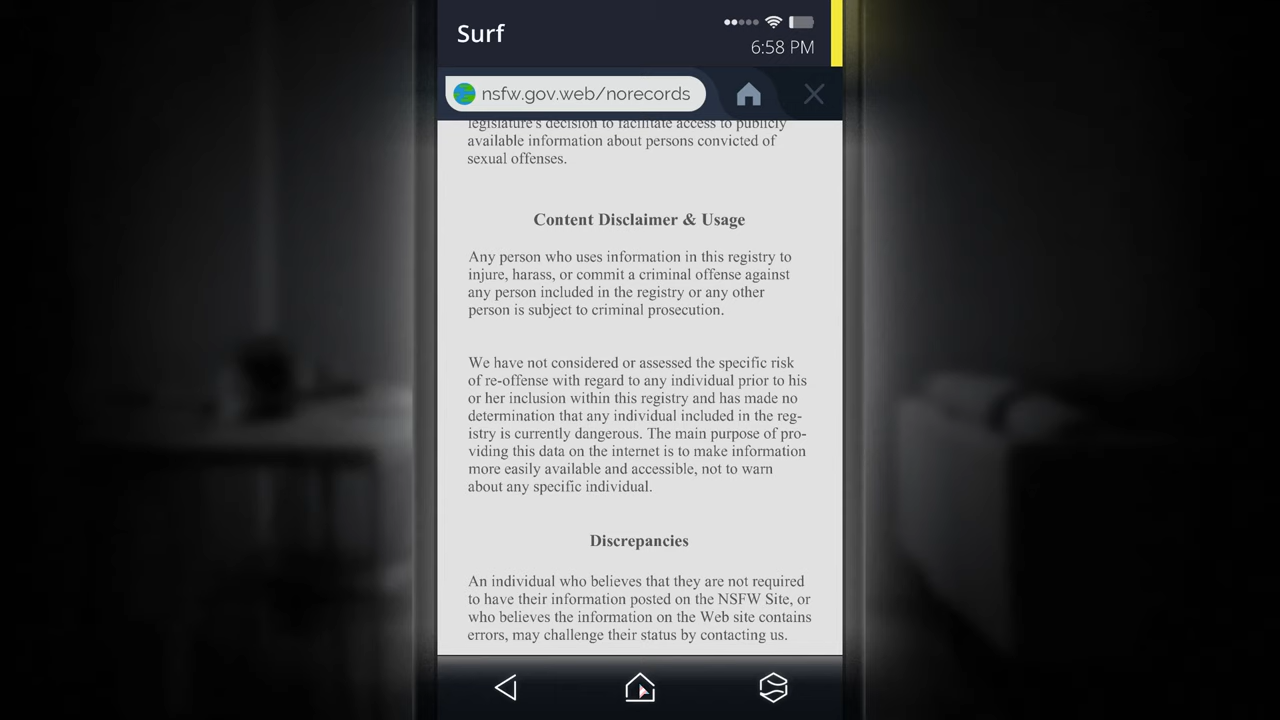 Surf
6:58 PM
nsfw.gov.web/norecords
legislature's decision to facilitate access to publicly
available information about persons convicted of
sexual offenses.
Content Disclaimer & Usage
Any person who uses information in this registry to
injure, harass, or commit a criminal offense against
any person included in the registry or any other
person is subject to criminal prosecution.
We have not considered or assessed the specific risk
of re-offense with regard to any individual prior to his
or her inclusion within this registry and has made no
determination that any individual included in the reg-
istry is currently dangerous. The main purpose of pro-
viding this data on the internet is to make information
more easily available and accessible, not to warn
about any specific individual.
Discrepancies
An individual who believes that they are not required
to have their information posted on the NSFW Site, or
who believes the information on the Web site contains
errors, may challenge their status by contacting us.